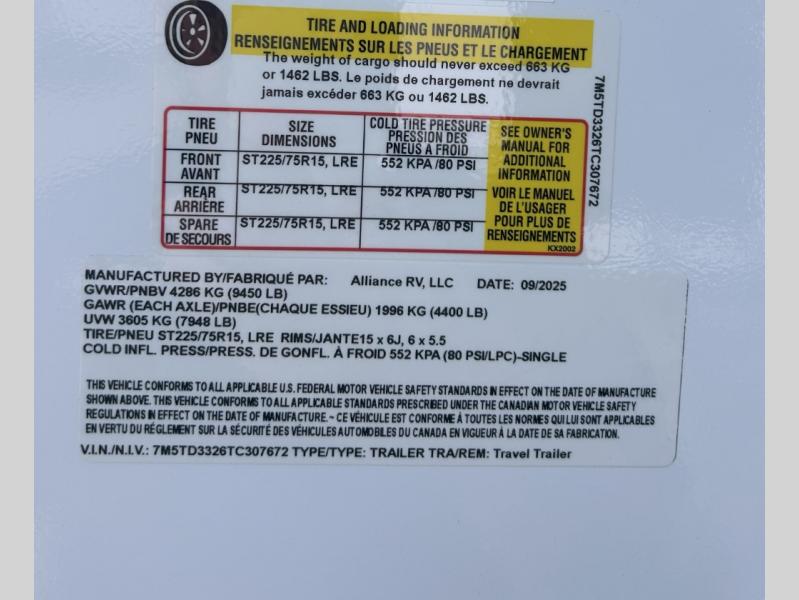 TIRE AND LOADING INFORMATION
RENSEIGNEMENTS SUR LES PNEUS ET LE CHARGEMENT
The weight of cargo should never exceed 663 KG
or 1462 LBS. Le poids de chargement ne devrait
jamais excéder 663 KG ou 1462 LBS.
7M5TD3326TC307672
TIRE PNEU SIZE DIMENSIONS COLD TIRE PRESSURE PRESSION DES PNEUS À FROID
FRONT AVANT ST225/75R15, LRE 552 KPA /80 PSI
REAR ARRIÈRE ST225/75R15, LRE 552 KPA /80 PSI
SPARE DE SECOURS ST225/75R15, LRE 552 KPA /80 PSI
SEE OWNER'S
MANUAL FOR
ADDITIONAL
INFORMATION
VOIR LE MANUEL
DE L'USAGER
POUR PLUS DE
RENSEIGNEMENTS
KX2002
MANUFACTURED BY/FABRIQUÉ PAR: Alliance RV, LLC DATE: 09/2025
GVWR/PNBV 4286 KG (9450 LB)
GAWR (EACH AXLE)/PNBE(CHAQUE ESSIEU) 1996 KG (4400 LB)
UVW 3605 KG (7948 LB)
TIRE/PNEU ST225/75R15, LRE RIMS/JANTE15 x 6J, 6 x 5.5
COLD INFL. PRESS/PRESS. DE GONFL. À FROID 552 KPA (80 PSI/LPC)-SINGLE
THIS VEHICLE CONFORMS TO ALL APPLICABLE U.S. FEDERAL MOTOR VEHICLE SAFETY STANDARDS IN EFFECT ON THE DATE OF MANUFACTURE
SHOWN ABOVE. THIS VEHICLE CONFORMS TO ALL APPLICABLE STANDARDS PRESCRIBED UNDER THE CANADIAN MOTOR VEHICLE SAFETY
REGULATIONS IN EFFECT ON THE DATE OF MANUFACTURE. - CE VÉHICULE EST CONFORME À TOUTES LES NORMES QUI LUI SONT APPLICABLES
EN VERTU DU RÉGLEMENT SUR LA SÉCURITÉ DES VÉHICULES AUTOMOBILES DU CANADA EN VIGUEUR À LA DATE DE SA FABRICATION.
V.I.N./N.I.V.: 7M5TD3326TC307672 TYPE/TYPE: TRAILER TRA/REM: Travel Trailer